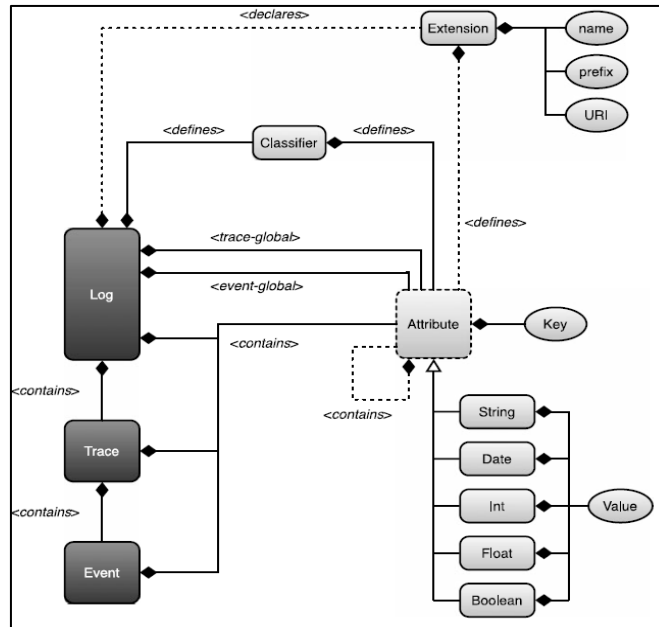 <declares>
Extension
name
prefix
URI
<defines>
Classifier
<defines>
<trace-global>
<defines>
<event-global>
Log
Attribute
Key
<contains>
<contains>
<contains>
String
Trace
Date
<contains>
Int
Value
Float
Event
Boolean